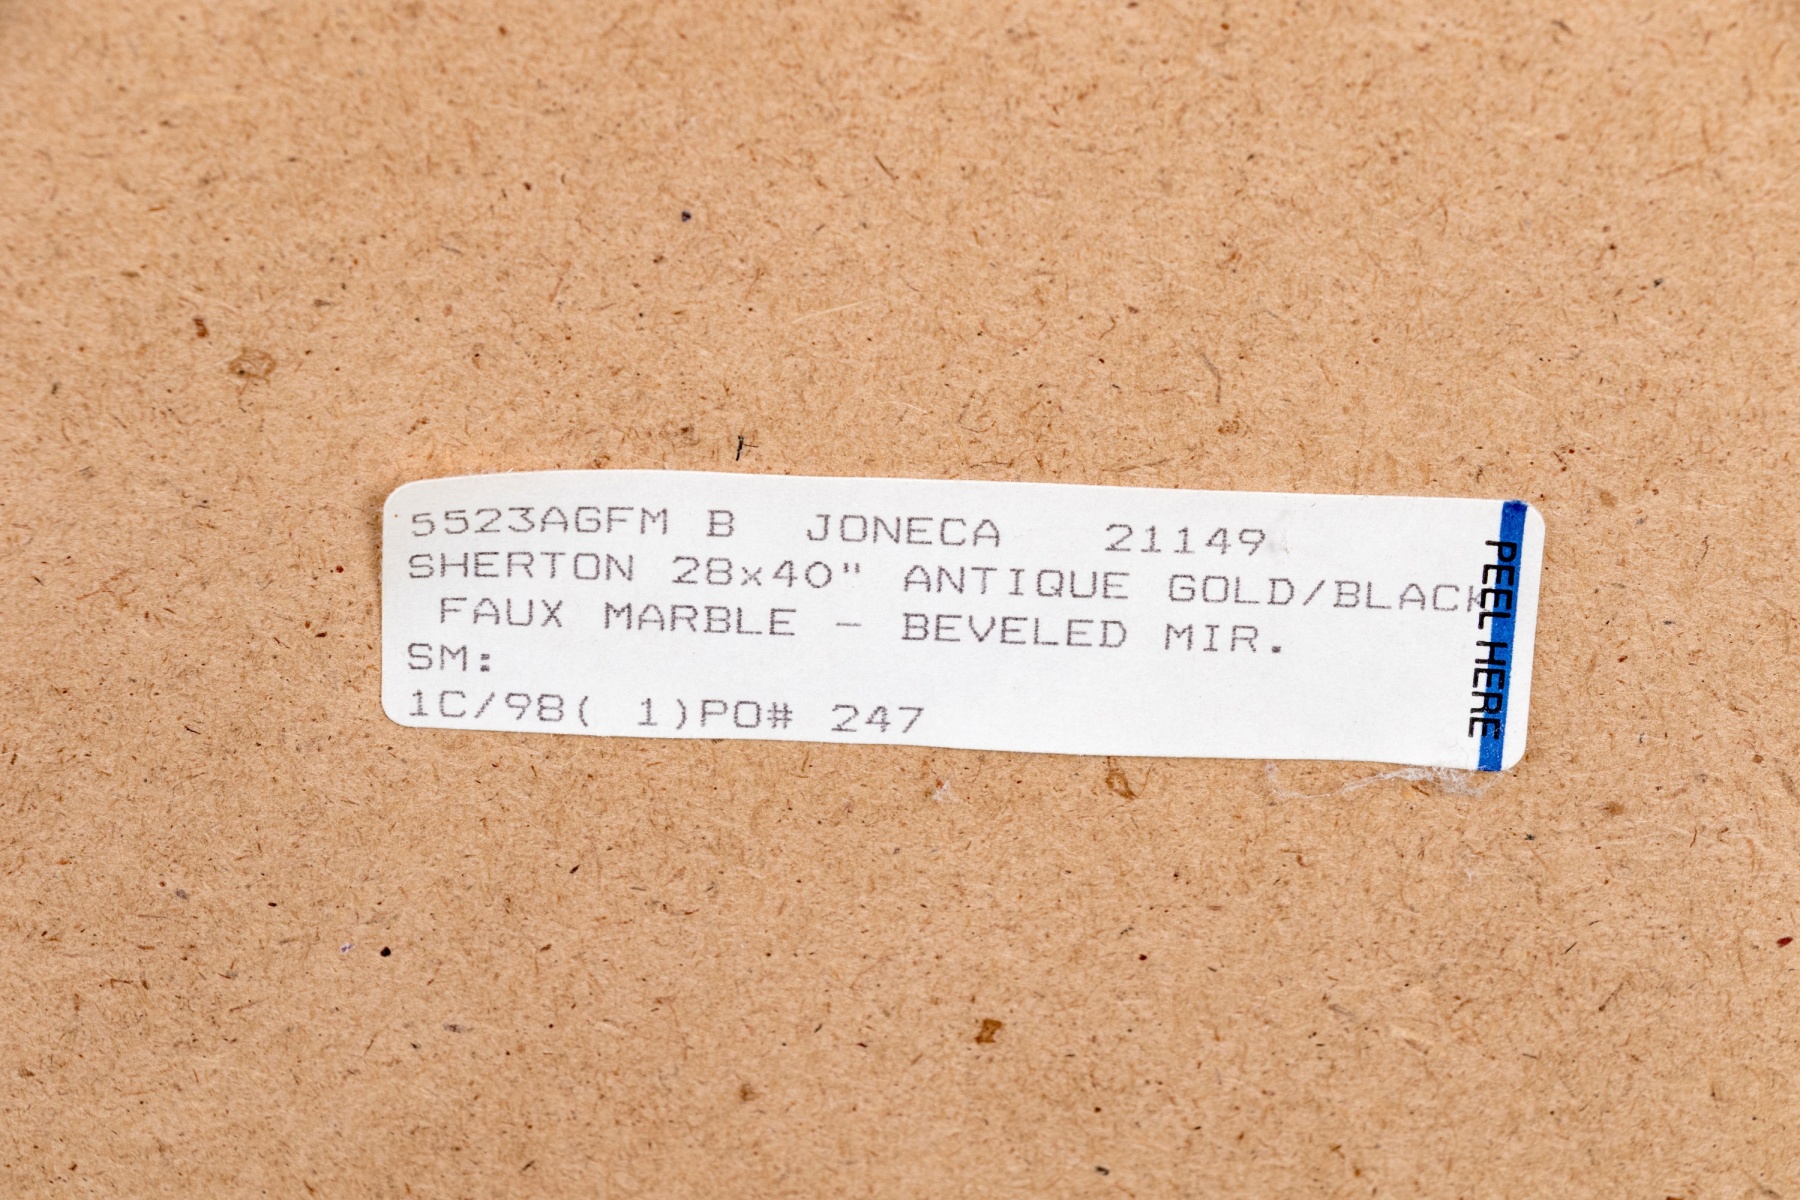 5523AGFM B JONECA 21149
SHERTON 28x40" ANTIQUE GOLD/BLACK
FAUX MARBLE - BEVELED MIR.
SM:
1C/98( 1)PO# 247
PEEL HERE